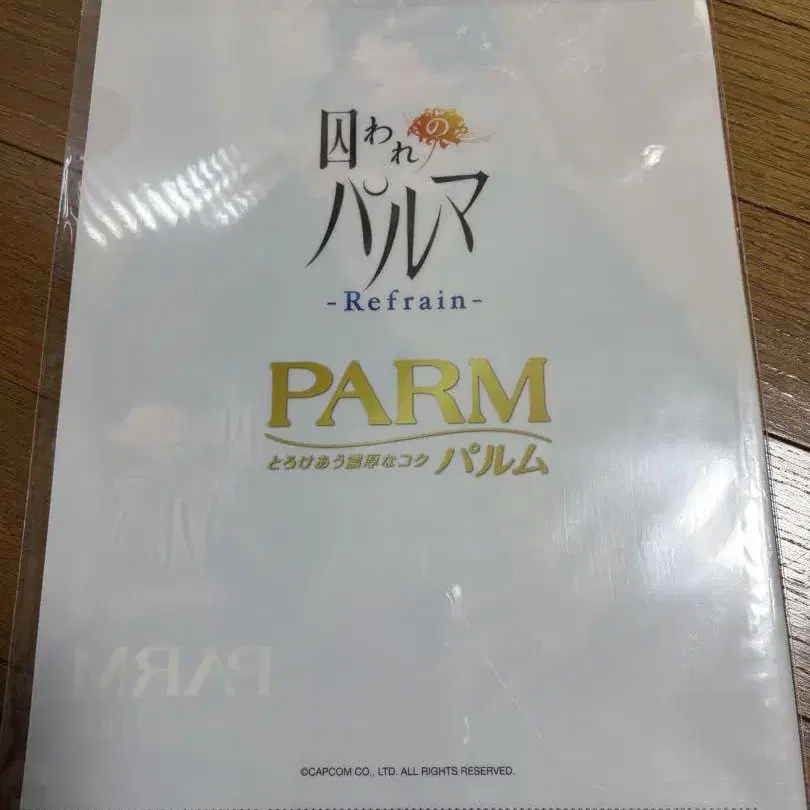 囚われの
パルマ
-Refrain-
PARM
とろけあう濃厚なコク パルム
PARM
©CAPCOM CO., LTD. ALL RIGHTS RESERVED.